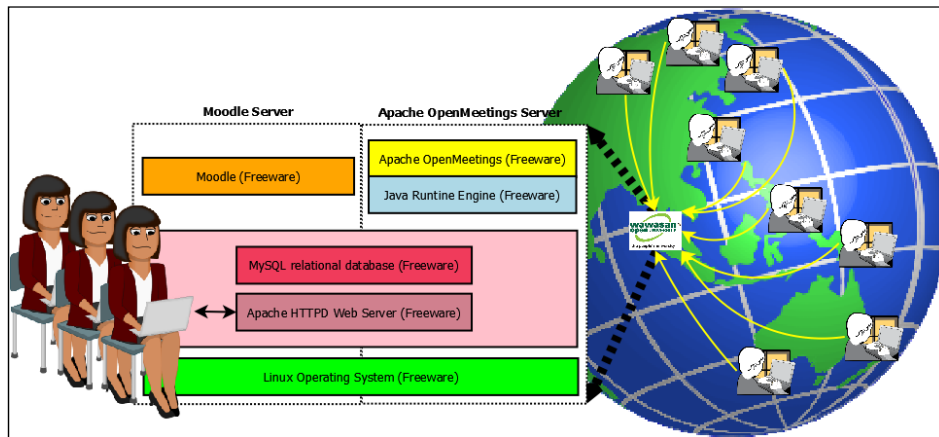 Moodle Server
Apache OpenMeetings Server
Moodle (Freeware)
Apache OpenMeetings (Freeware)
Java Runtime Engine (Freeware)
wawasan
MySQL relational database (Freeware)
Apache HTTPD Web Server (Freeware)
Linux Operating System (Freeware)